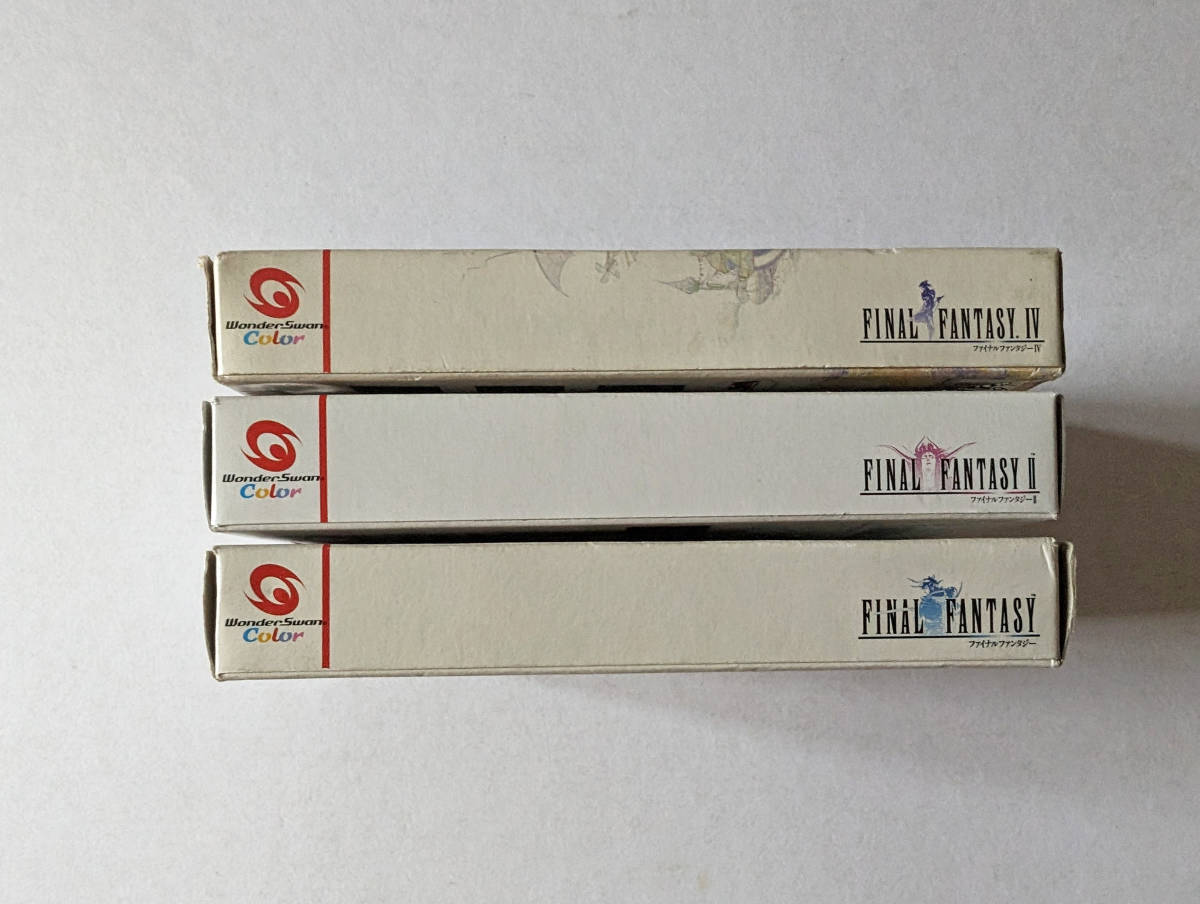 WonderSwan
Color
FINAL FANTASY. IV
ファイナルファンタジーIV
WonderSwan
Color
FINAL FANTASY II
ファイナルファンタジーII
WonderSwan
Color
FINAL FANTASY™
ファイナルファンタジー